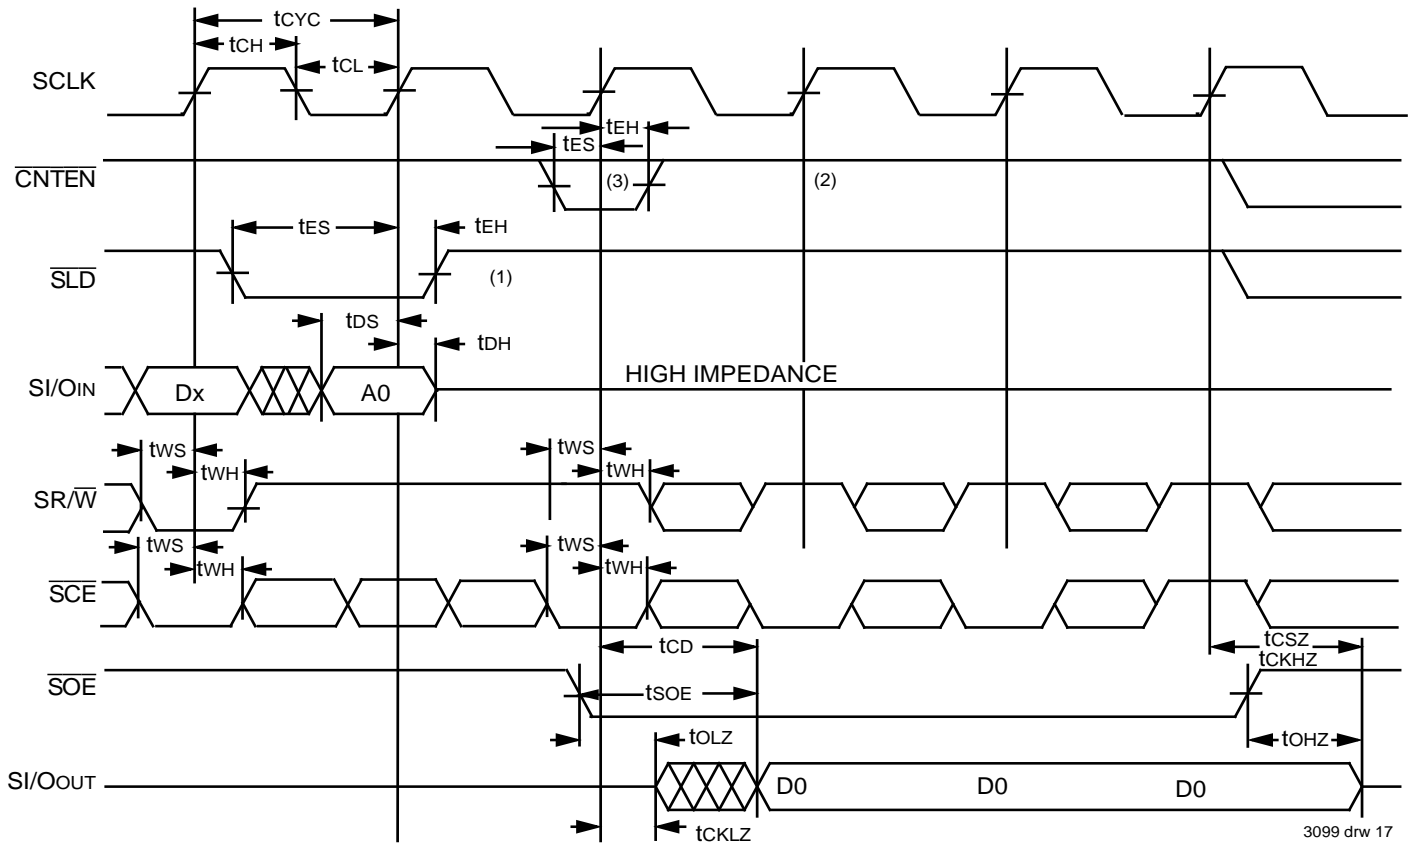 tCYC
tCH
tCL
SCLK
tEH
tES
CNTEN
(3)
(2)
tES
tEH
SLD
(1)
tDS
tDH
SI/OIN
Dx
A0
HIGH IMPEDANCE
tWS
tWH
tWS
tWH
SR/W
tWS
tWH
tWS
tWH
SCE
tCD
tCSZ
tCKHZ
SOE
tSOE
tOLZ
tOHZ
SI/OOUT
D0
D0
D0
tCKLZ
3099 drw 17